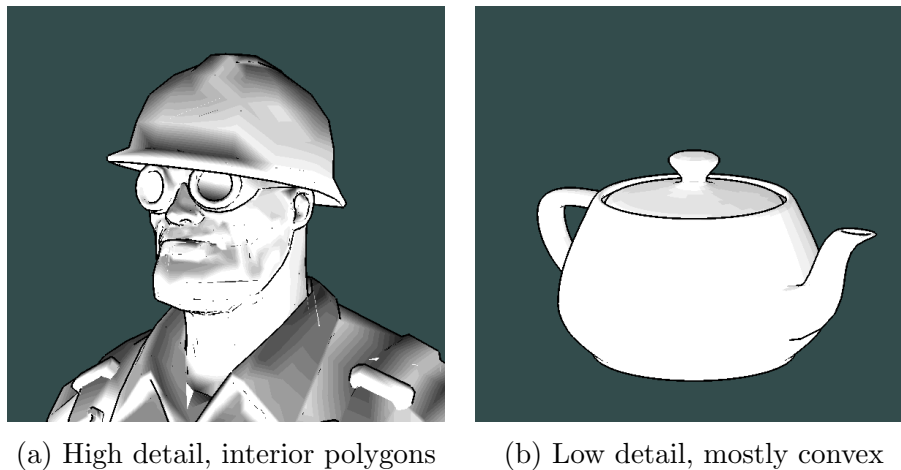 (a) High detail, interior polygons
(b) Low detail, mostly convex